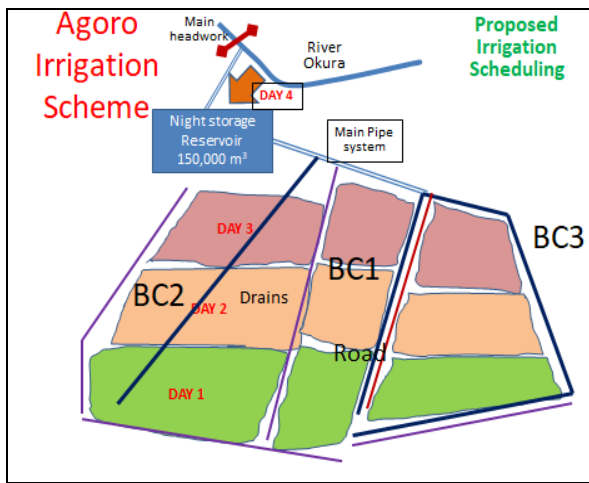 Agoro
Irrigation
Scheme
Main
headwork
River
Okura
Proposed
Irrigation
Scheduling
DAY 4
Night storage
Reservoir
150,000 m³
Main Pipe
system
DAY 3
BC3
BC1
BC2
DAY 2
Drains
Road
DAY 1